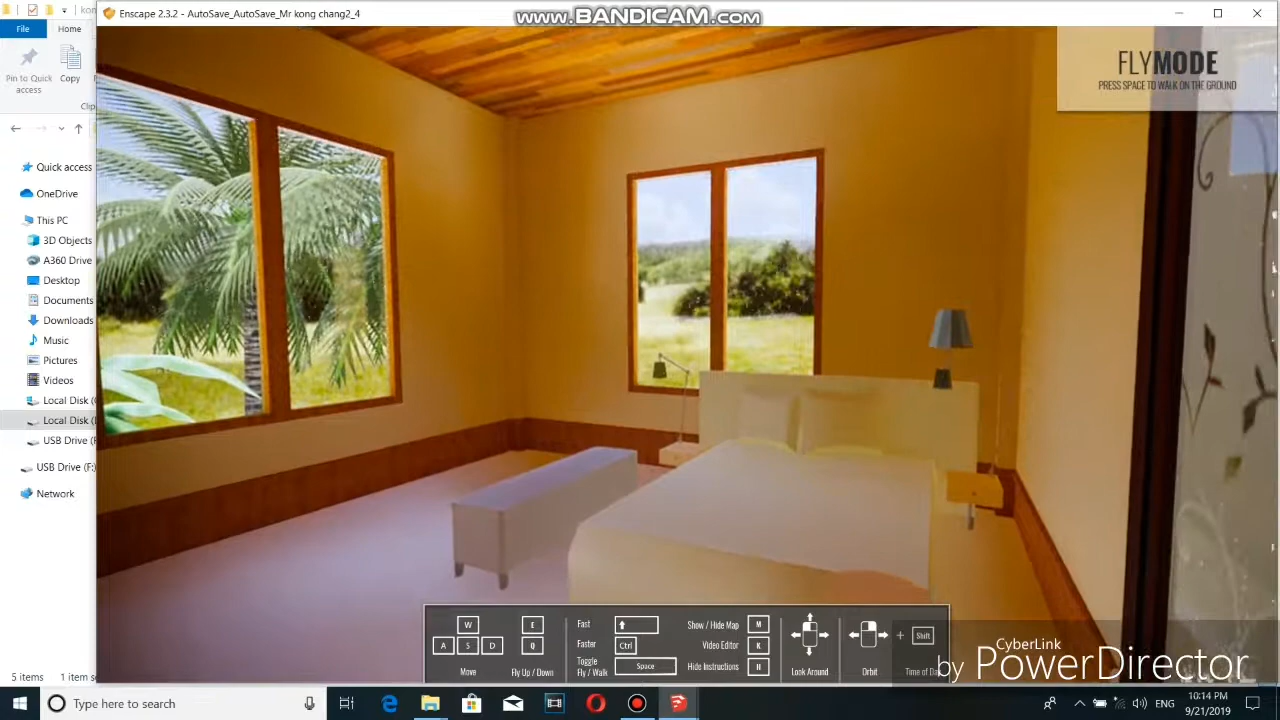 Enscape 2.3.2 - AutoSave_AutoSave_Mr kong chang2_4
www.BANDICAM.com
File
Home
Pin to Quick
access
Copy
FLYMODE
PRESS SPACE TO WALK ON THE GROUND
Quick access
OneDrive
This PC
3D Objects
A360 Drive
Desktop
Documents
Downloads
Music
Pictures
Videos
Local Disk (
Local Disk (
USB Drive (
USB Drive (F:)
Network
5 items
W
A S D
Move
E
Q
Fly Up / Down
Fast
Faster
Ctrl
Toggle
Fly / Walk
Space
Show / Hide Map
M
Video Editor
K
Hide Instructions
H
Look Around
Orbit
+ Shift
Time of Da
CyberLink
by PowerDirector
Type here to search
ENG
10:14 PM
9/21/2019